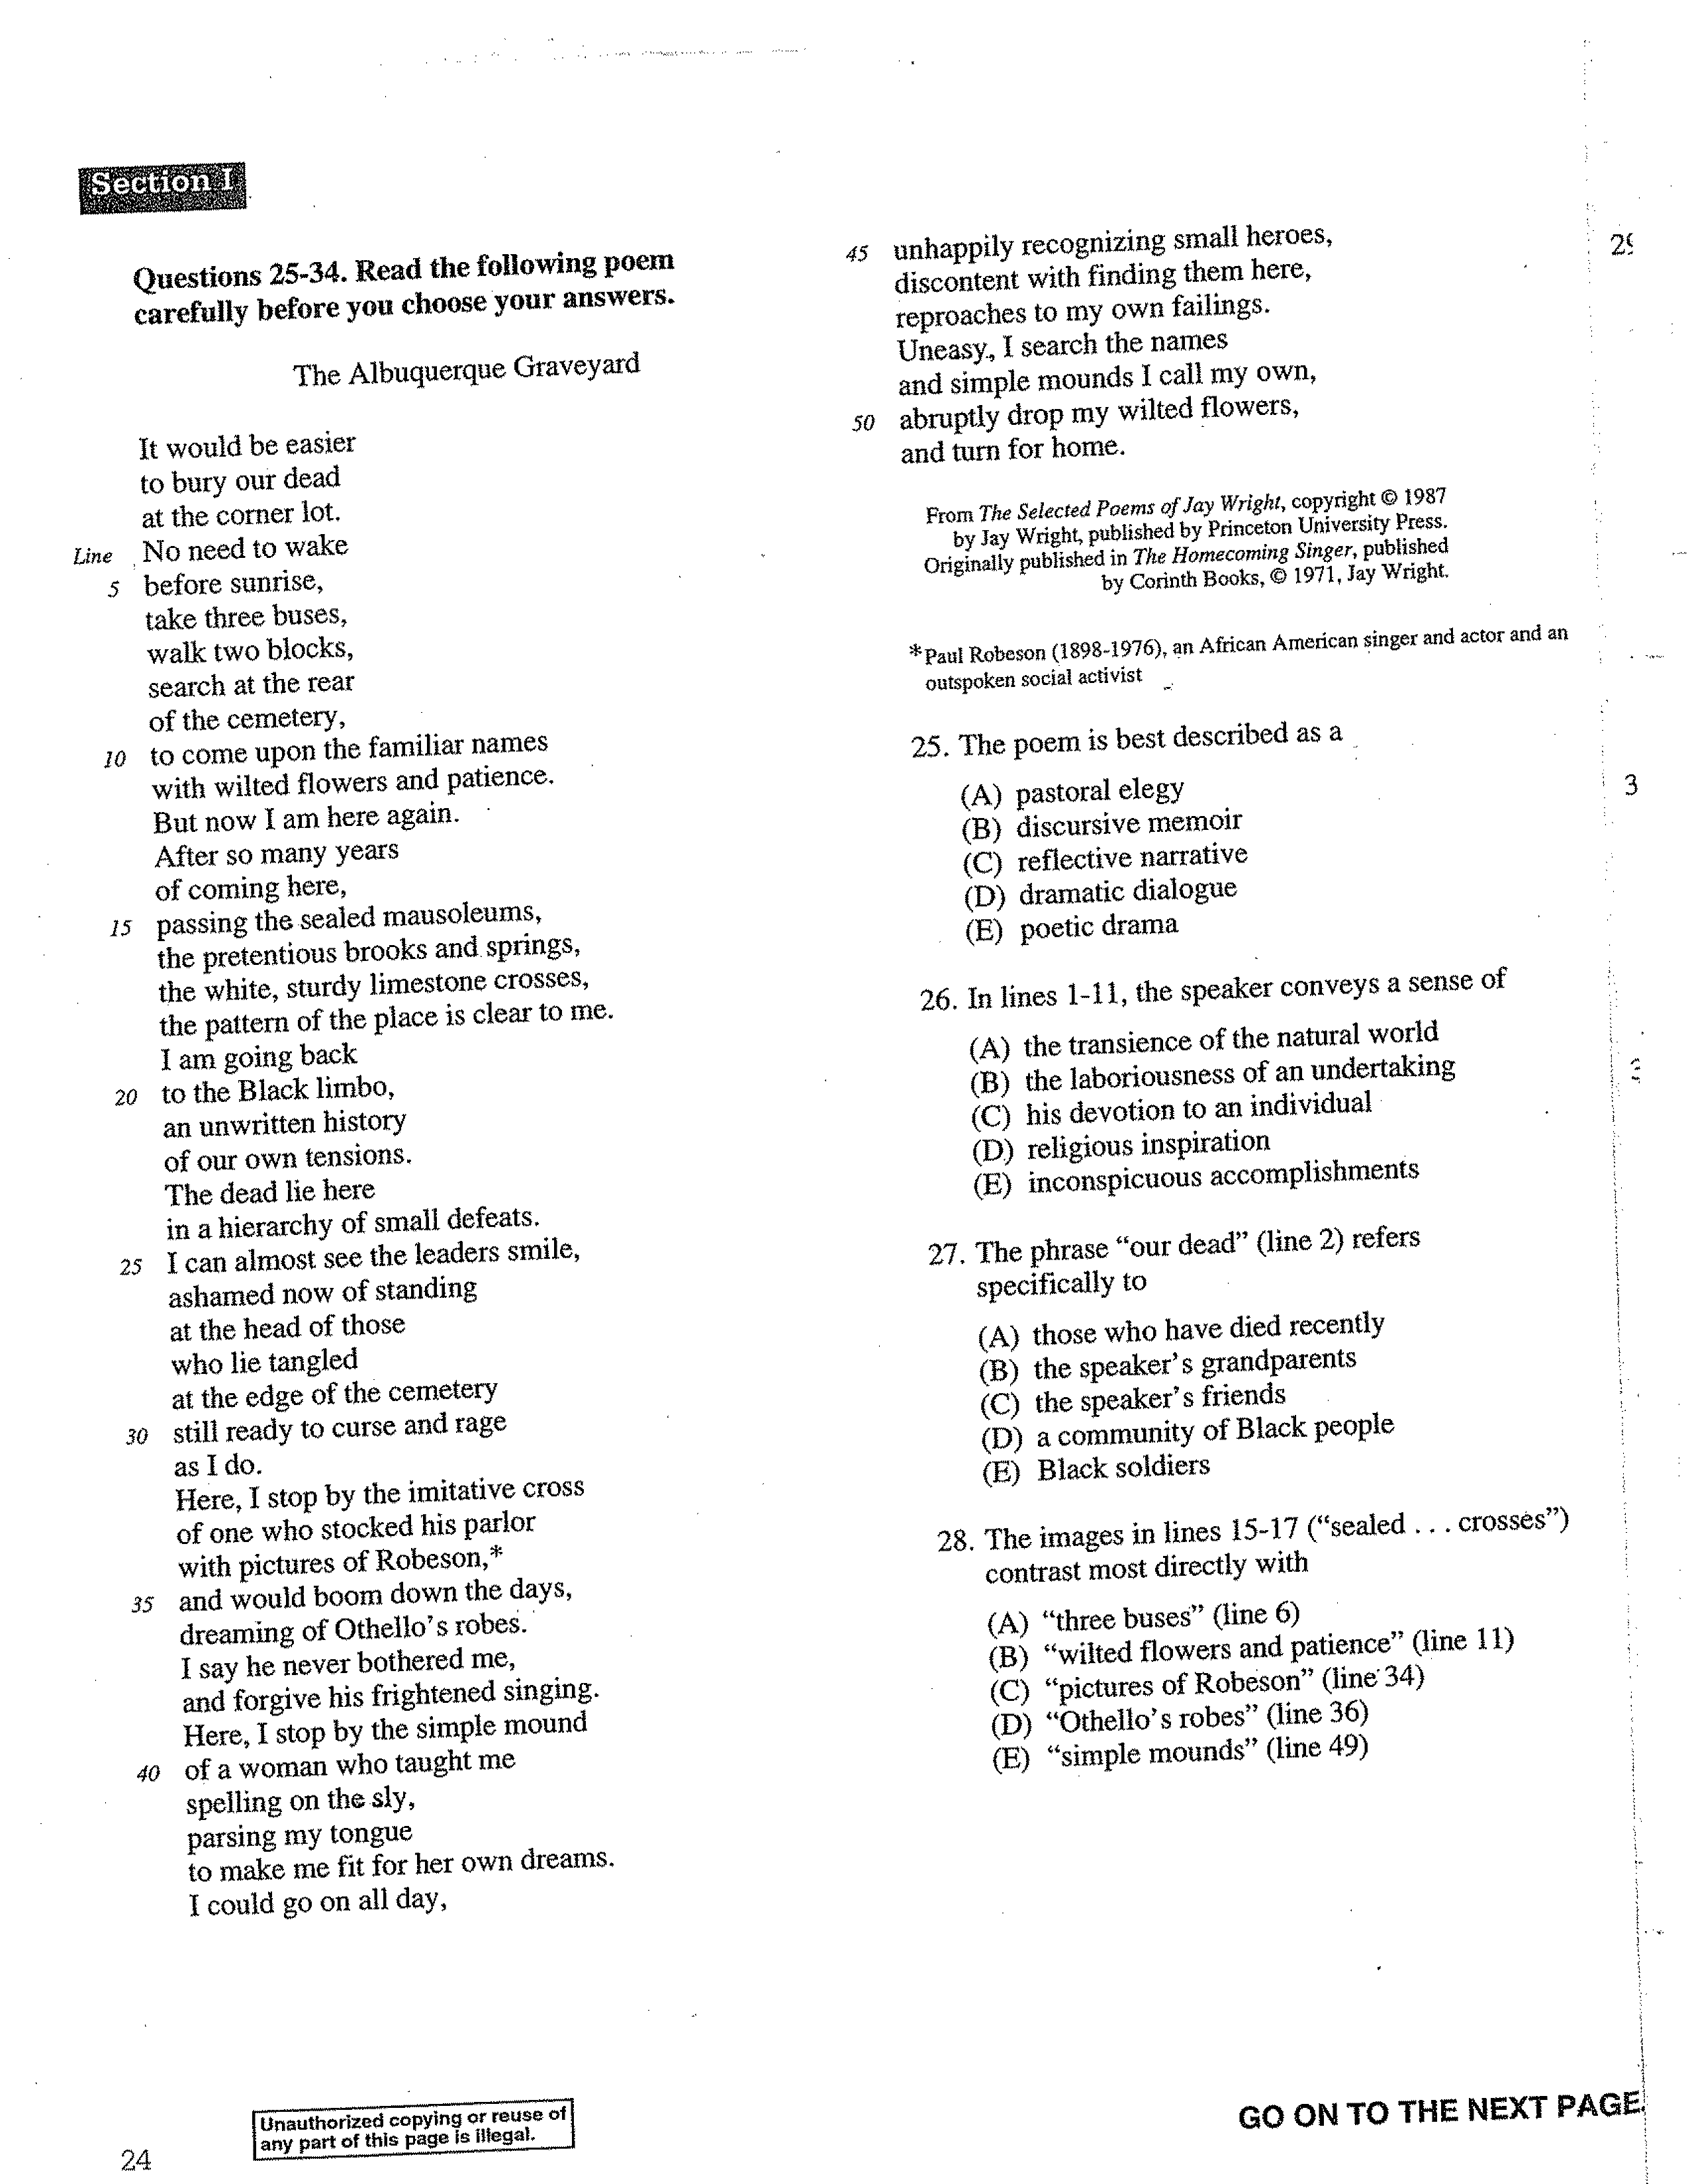 Section I
Questions 25-34. Read the following poem
carefully before you choose your answers.
The Albuquerque Graveyard
It would be easier
to bury our dead
at the corner lot.
Line No need to wake
5 before sunrise,
take three buses,
walk two blocks,
search at the rear
of the cemetery,
10 to come upon the familiar names
with wilted flowers and patience.
But now I am here again.
After so many years
of coming here,
15 passing the sealed mausoleums,
the pretentious brooks and springs,
the white, sturdy limestone crosses,
the pattern of the place is clear to me.
I am going back
20 to the Black limbo,
an unwritten history
of our own tensions.
The dead lie here
in a hierarchy of small defeats.
25 I can almost see the leaders smile,
ashamed now of standing
at the head of those
who lie tangled
at the edge of the cemetery
30 still ready to curse and rage
as I do.
Here, I stop by the imitative cross
of one who stocked his parlor
with pictures of Robeson,*
35 and would boom down the days,
dreaming of Othello's robes.
I say he never bothered me,
and forgive his frightened singing.
Here, I stop by the simple mound
40 of a woman who taught me
spelling on the sly,
parsing my tongue
to make me fit for her own dreams.
I could go on all day,
45 unhappily recognizing small heroes,
discontent with finding them here,
reproaches to my own failings.
Uneasy, I search the names
and simple mounds I call my own,
50 abruptly drop my wilted flowers,
and turn for home.
From The Selected Poems of Jay Wright, copyright © 1987
by Jay Wright, published by Princeton University Press.
Originally published in The Homecoming Singer, published
by Corinth Books, © 1971, Jay Wright.
*Paul Robeson (1898-1976), an African American singer and actor and an
outspoken social activist
25. The poem is best described as a
(A) pastoral elegy
(B) discursive memoir
(C) reflective narrative
(D) dramatic dialogue
(E) poetic drama
26. In lines 1-11, the speaker conveys a sense of
(A) the transience of the natural world
(B) the laboriousness of an undertaking
(C) his devotion to an individual
(D) religious inspiration
(E) inconspicuous accomplishments
27. The phrase "our dead" (line 2) refers
specifically to
(A) those who have died recently
(B) the speaker's grandparents
(C) the speaker's friends
(D) a community of Black people
(E) Black soldiers
28. The images in lines 15-17 ("sealed . . . crosses")
contrast most directly with
(A) "three buses" (line 6)
(B) "wilted flowers and patience" (line 11)
(C) "pictures of Robeson" (line 34)
(D) "Othello's robes" (line 36)
(E) "simple mounds" (line 49)
Unauthorized copying or reuse of
any part of this page is illegal.
GO ON TO THE NEXT PAGE
24